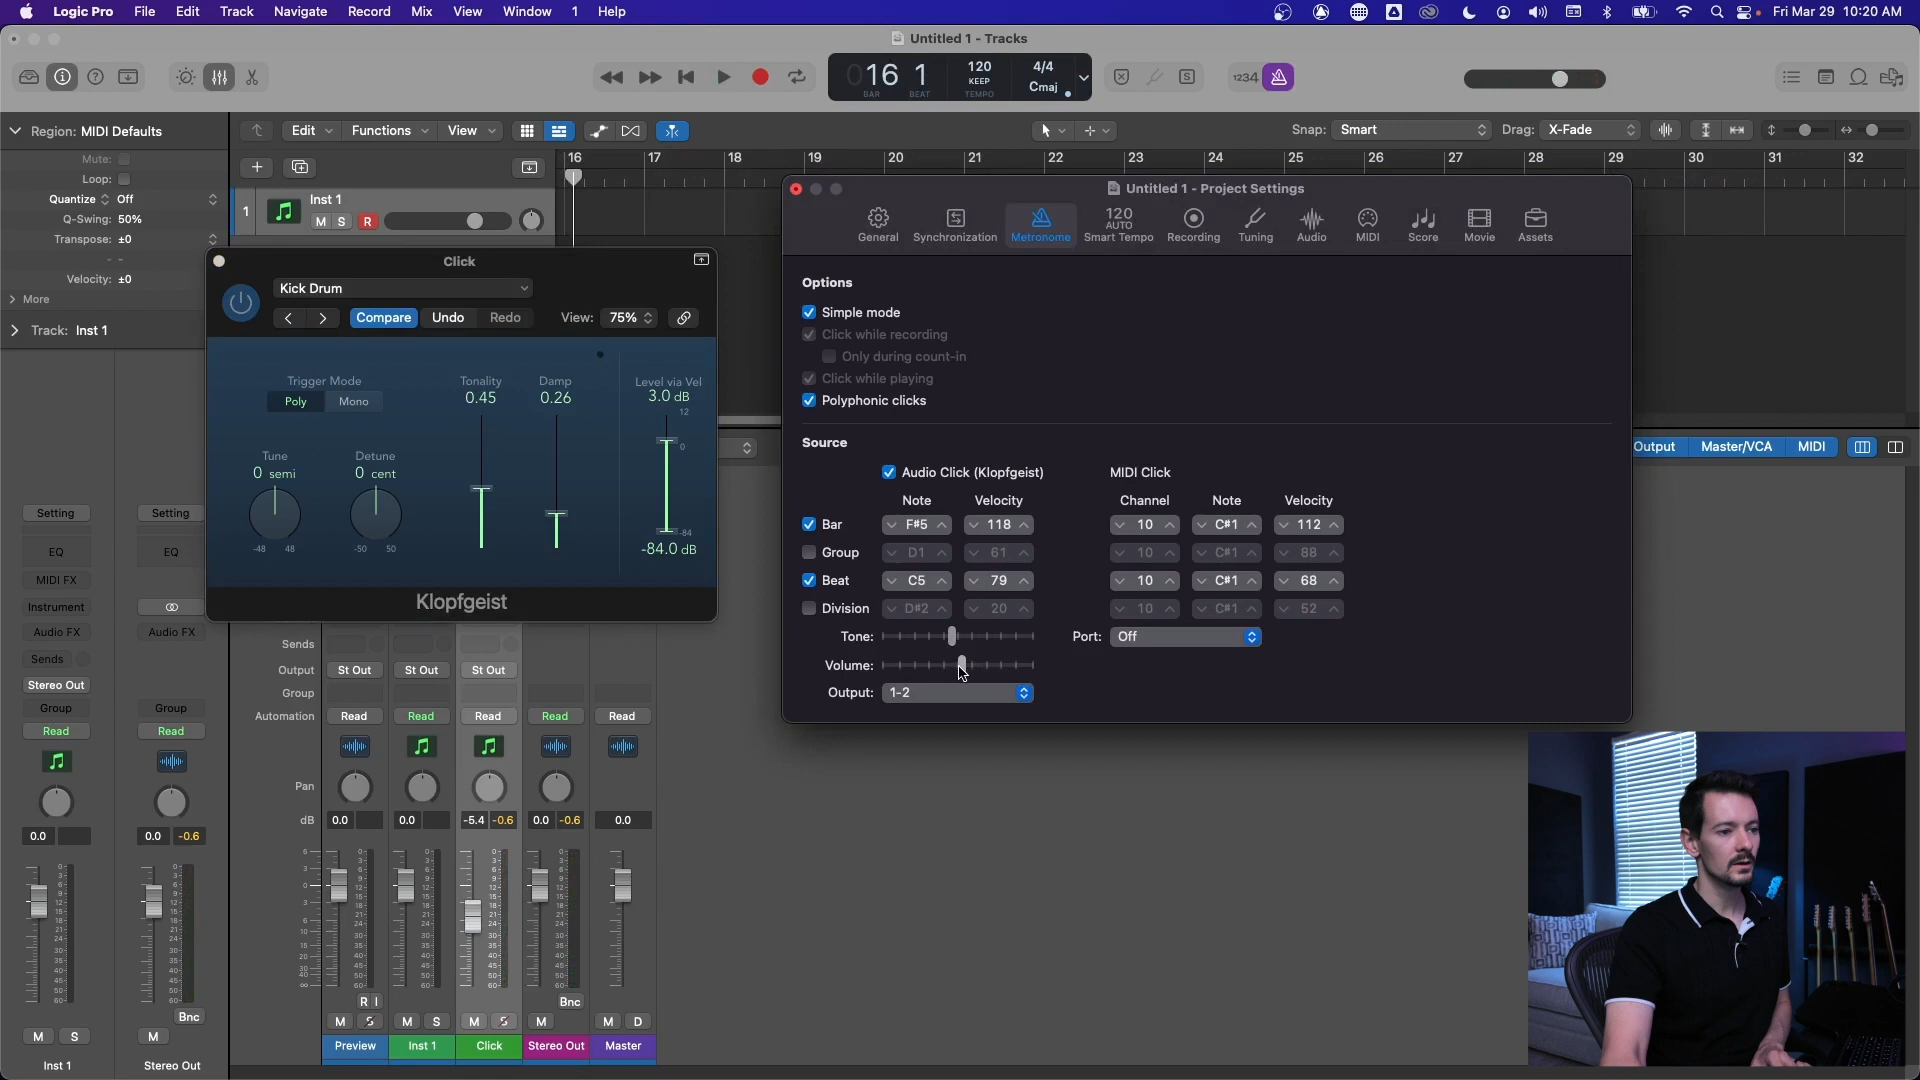 Logic Pro File Edit Track Navigate Record Mix View Window 1 Help Fri Mar 29 10:20 AM
Untitled 1 - Tracks
016 1 120 4/4
KEEP Cmaj
BAR BEAT TEMPO
1234
Region: MIDI Defaults
Edit Functions View
Snap: Smart Drag: X-Fade
Mute:
Loop:
Quantize Off
Q-Swing: 50%
Transpose: ±0
- -
Velocity: ±0
More
Track: Inst 1
16 17 18 19 20 21 22 23 24 25 26 27 28 29 30 31 32
1 Inst 1
M S R
Click
Kick Drum
Compare Undo Redo View: 75%
Trigger Mode
Poly Mono
Tonality
0.45
Damp
0.26
Level via Vel
3.0 dB
12
0
Tune
0 semi
-48 48
Detune
0 cent
-50 50
-84
-84.0 dB
Klopfgeist
Untitled 1 - Project Settings
120
AUTO
General Synchronization Metronome Smart Tempo Recording Tuning Audio MIDI Score Movie Assets
Options
Simple mode
Click while recording
Only during count-in
Click while playing
Polyphonic clicks
Source
Audio Click (Klopfgeist) MIDI Click
Note Velocity Channel Note Velocity
Bar F#5 118 10 C#1 112
Group D1 61 10 C#1 88
Beat C5 79 10 C#1 68
Division D#2 20 10 C#1 52
Tone: Port: Off
Volume:
Output: 1-2
Output Master/VCA MIDI
Setting Setting
EQ EQ
MIDI FX
Instrument
Audio FX Audio FX
Sends
Stereo Out
Group Group
Read Read
0.0 0.0 -0.6
Bnc
M S M
Inst 1 Stereo Out
Sends
Output St Out St Out St Out
Group
Automation Read Read Read Read Read
Pan
dB 0.0 0.0 -5.4 -0.6 0.0 -0.6 0.0
R I Bnc
M S M S M S M M D
Preview Inst 1 Click Stereo Out Master